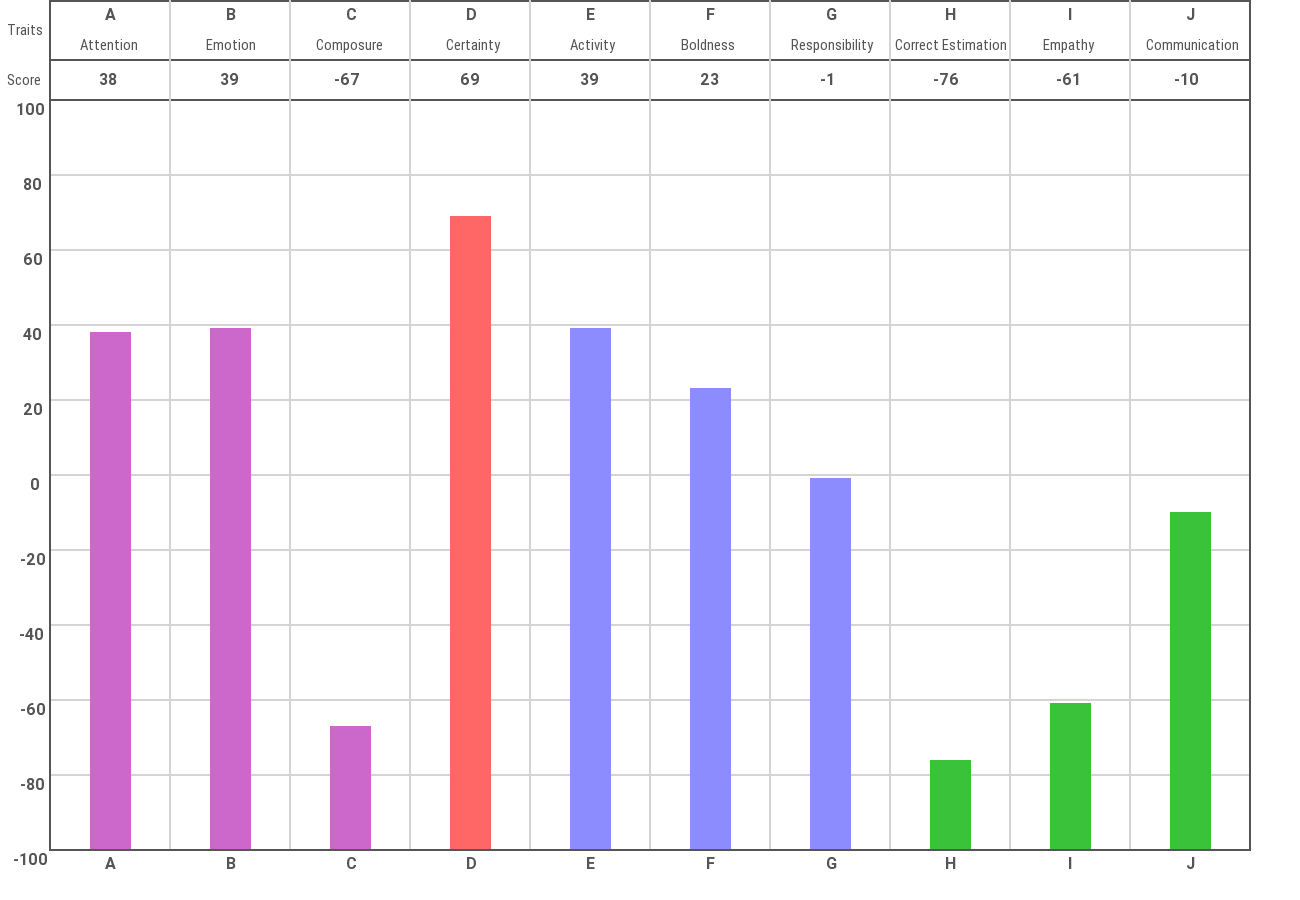 Traits
A B C D E F G H I J
Attention Emotion Composure Certainty Activity Boldness Responsibility Correct Estimation Empathy Communication
Score 38 39 -67 69 39 23 -1 -76 -61 -10
100
80
60
40
20
0
-20
-40
-60
-80
-100
A B C D E F G H I J